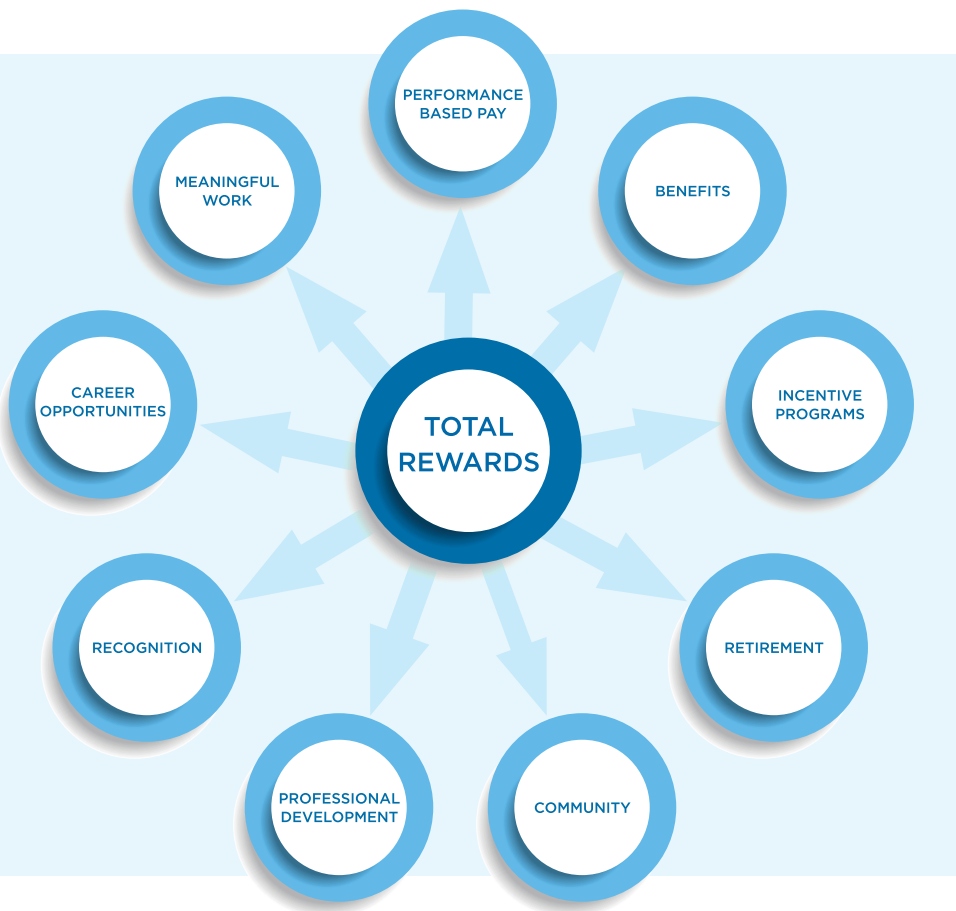 PERFORMANCE
BASED PAY
MEANINGFUL
WORK
BENEFITS
CAREER
OPPORTUNITIES
INCENTIVE
PROGRAMS
TOTAL
REWARDS
RECOGNITION
RETIREMENT
PROFESSIONAL
DEVELOPMENT
COMMUNITY